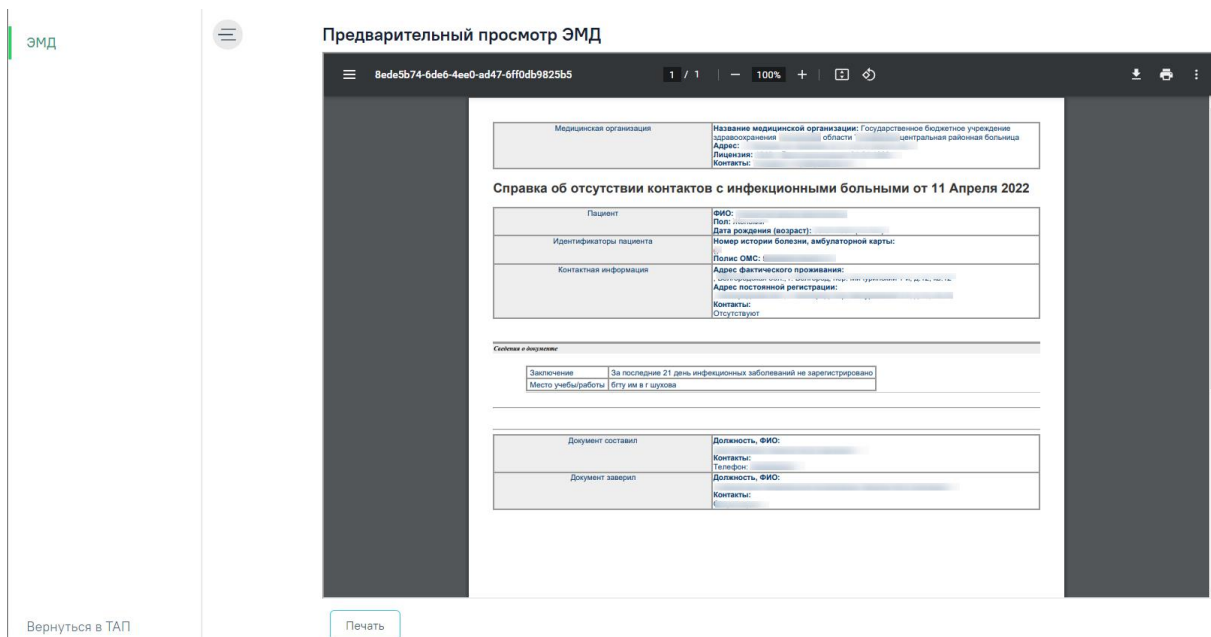 ЭМД
Предварительный просмотр ЭМД
8ede5b74-6de6-4ee0-ad47-6ff0db9825b5
1 / 1
100%
Медицинская организация
Название медицинской организации: Государственное бюджетное учреждение
здравоохранения области центральная районная больница
Адрес:
Лицензия:
Контакты:
Справка об отсутствии контактов с инфекционными больными от 11 Апреля 2022
Пациент
ФИО:
Пол:
Дата рождения (возраст):
Идентификаторы пациента
Номер истории болезни, амбулаторной карты:
Полис ОМС:
Контактная информация
Адрес фактического проживания:
Адрес постоянной регистрации:
Контакты:
Отсутствуют
Сведения о документе
Заключение За последние 21 день инфекционных заболеваний не зарегистрировано
Место учебы/работы бгту им в г шухова
Документ составил
Должность, ФИО:
Контакты:
Телефон:
Документ заверил
Должность, ФИО:
Контакты:
Вернуться в ТАП
Печать